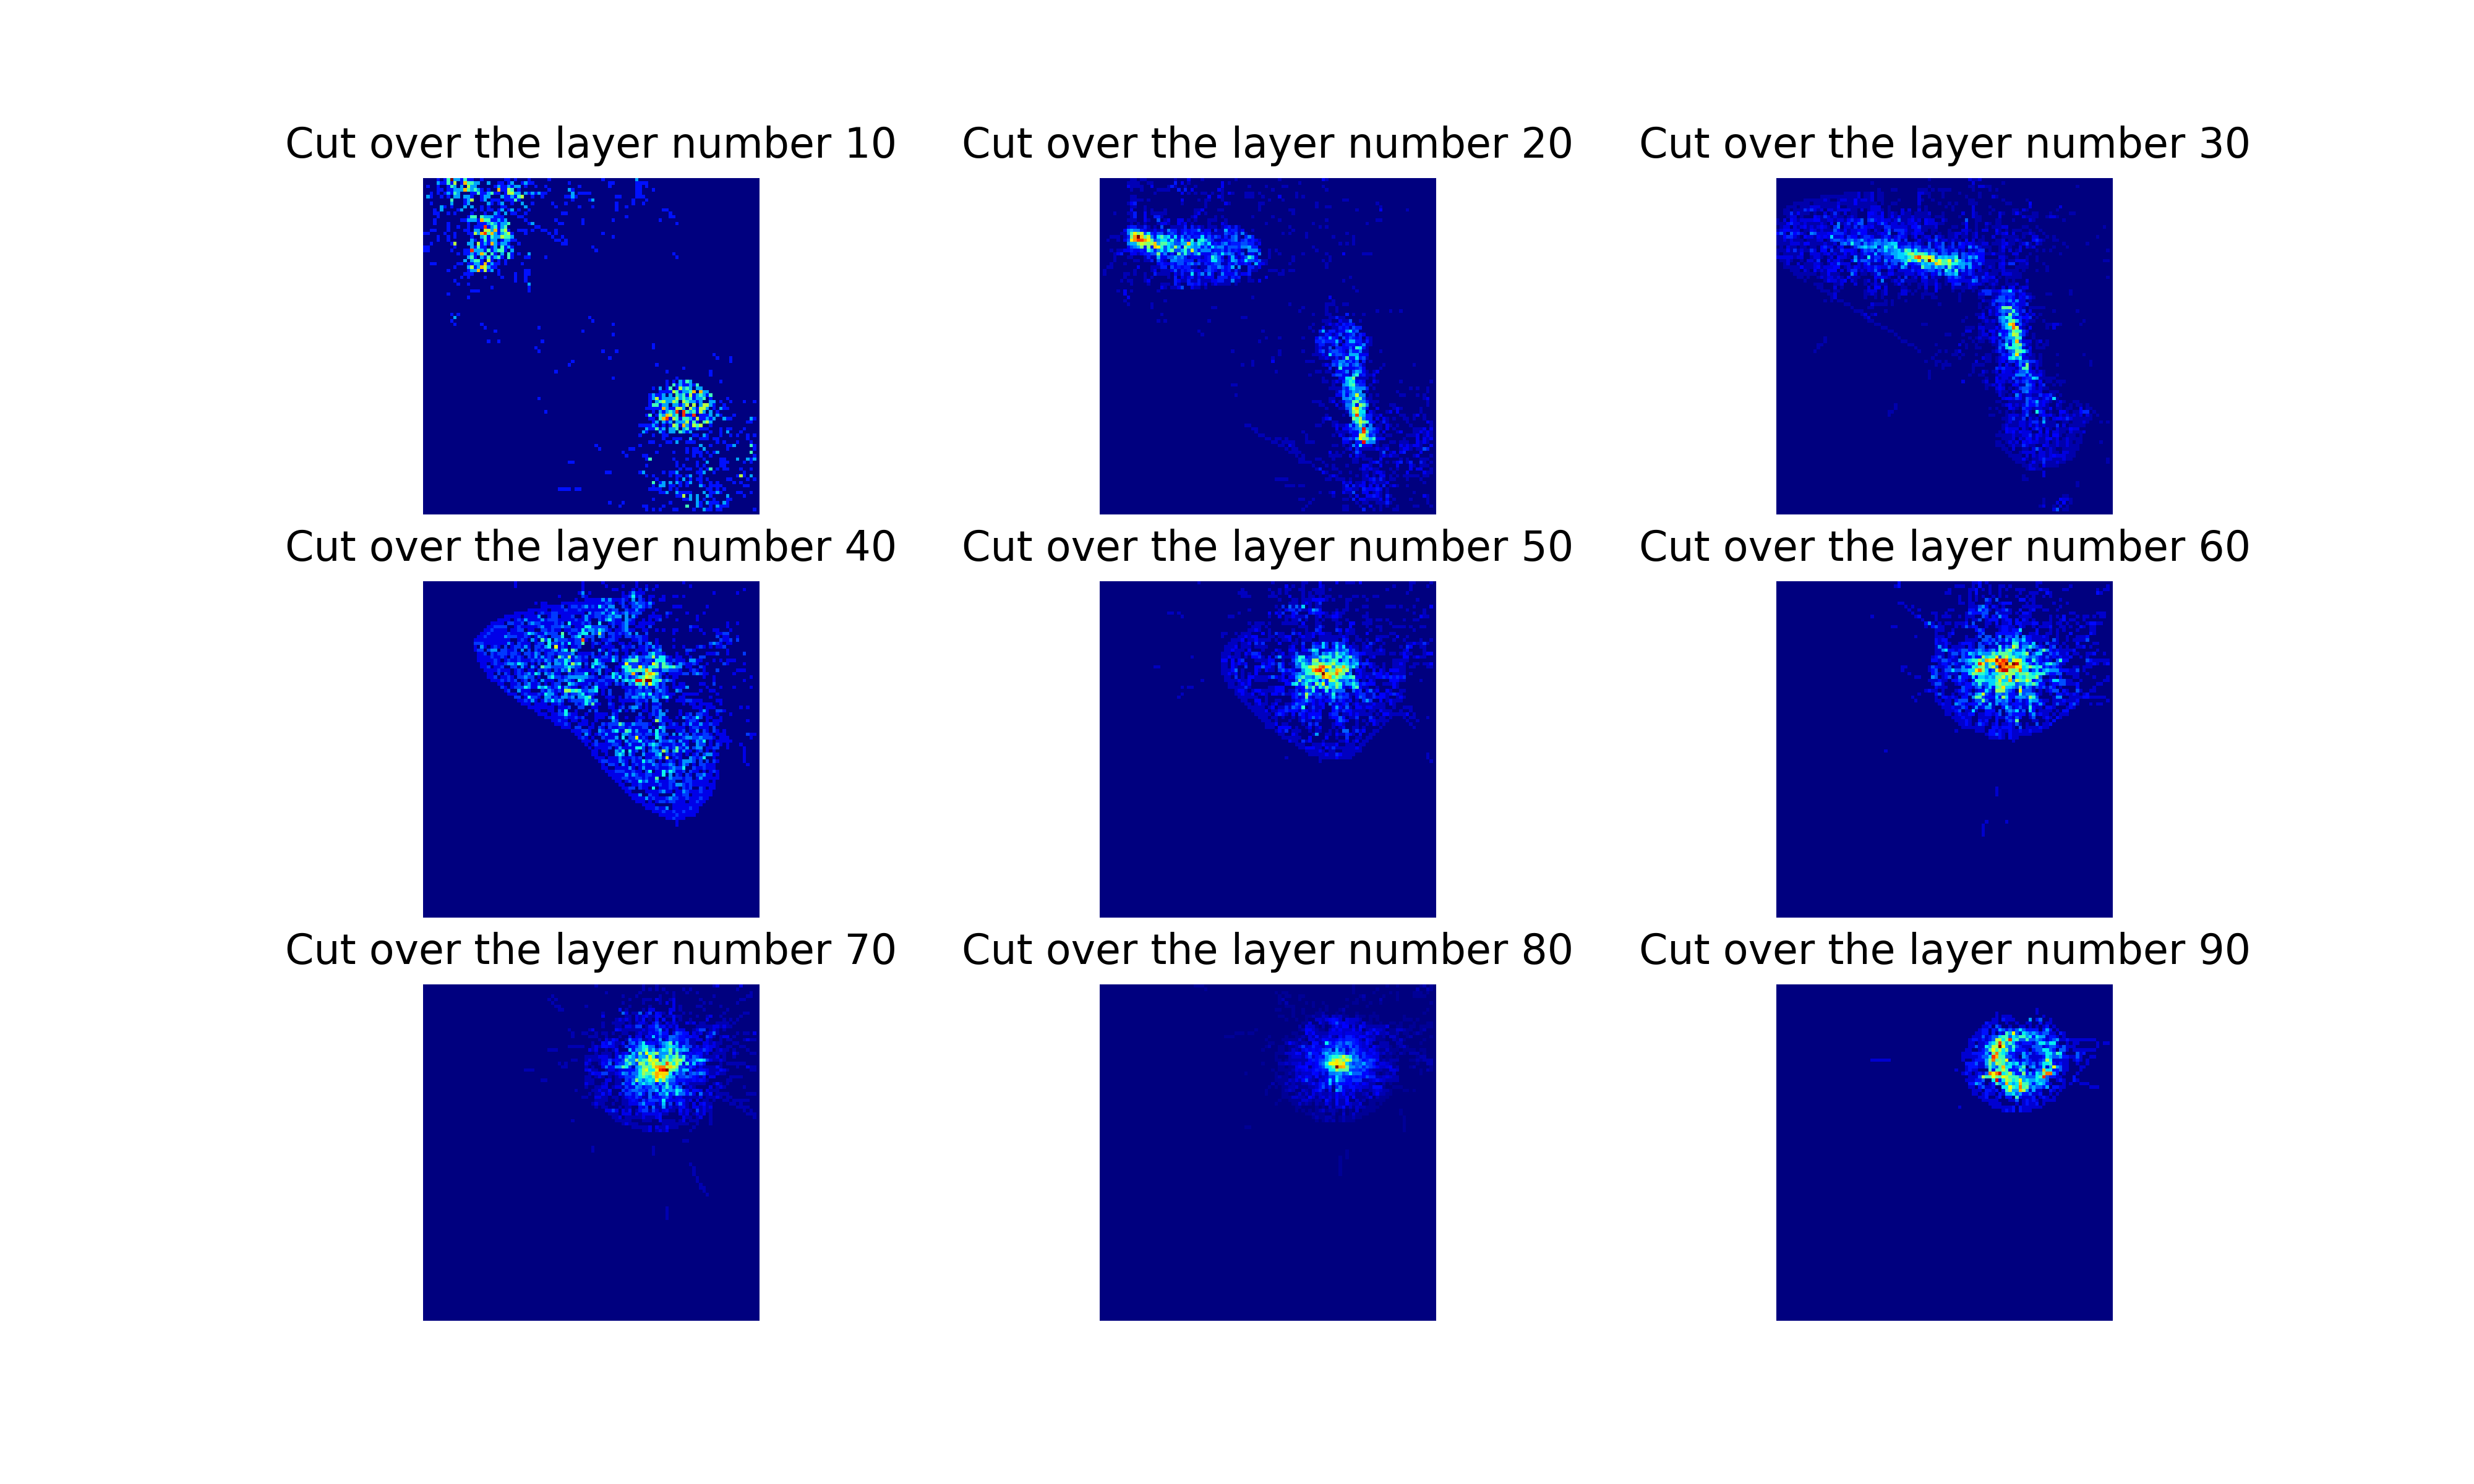 Cut over the layer number 10
Cut over the layer number 20
Cut over the layer number 30
Cut over the layer number 40
Cut over the layer number 50
Cut over the layer number 60
Cut over the layer number 70
Cut over the layer number 80
Cut over the layer number 90